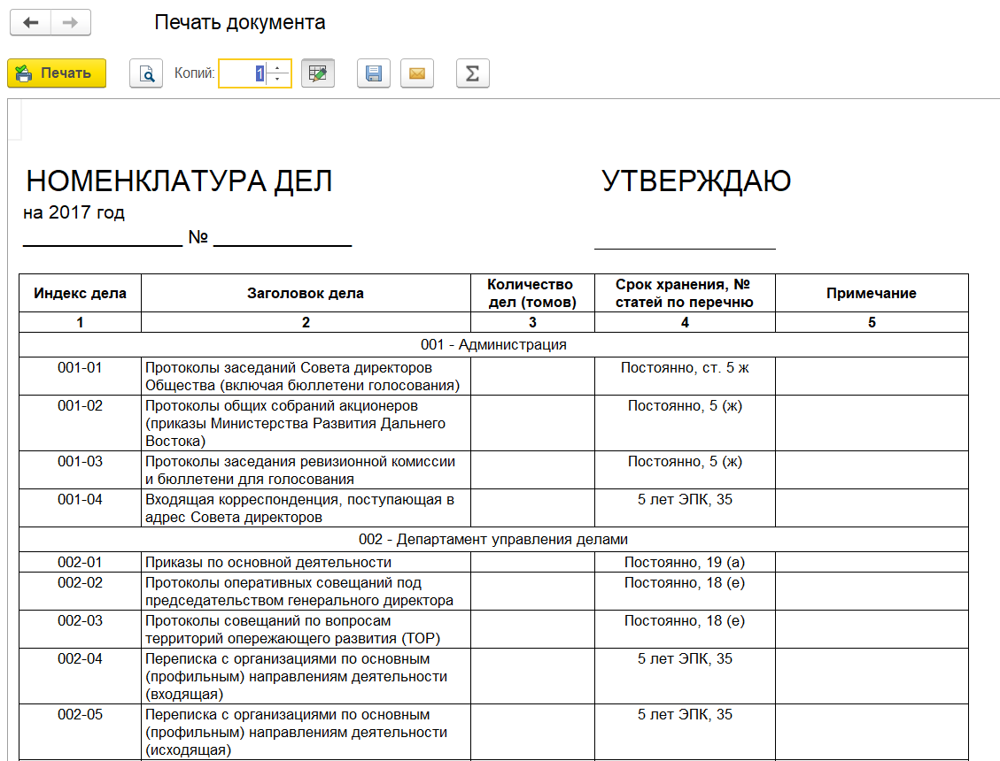 Печать документа
Печать Копий: 1 Σ
НОМЕНКЛАТУРА ДЕЛ УТВЕРЖДАЮ
на 2017 год
№
Индекс дела Заголовок дела Количество дел (томов) Срок хранения, № статей по перечню Примечание
1 2 3 4 5
001 - Администрация
001-01 Протоколы заседаний Совета директоров Постоянно, ст. 5 ж
Общества (включая бюллетени голосования)
001-02 Протоколы общих собраний акционеров Постоянно, 5 (ж)
(приказы Министерства Развития Дальнего
Востока)
001-03 Протоколы заседания ревизионной комиссии Постоянно, 5 (ж)
и бюллетени для голосования
001-04 Входящая корреспонденция, поступающая в 5 лет ЭПК, 35
адрес Совета директоров
002 - Департамент управления делами
002-01 Приказы по основной деятельности Постоянно, 19 (а)
002-02 Протоколы оперативных совещаний под Постоянно, 18 (е)
председательством генерального директора
002-03 Протоколы совещаний по вопросам Постоянно, 18 (е)
территорий опережающего развития (ТОР)
002-04 Переписка с организациями по основным 5 лет ЭПК, 35
(профильным) направлениям деятельности
(входящая)
002-05 Переписка с организациями по основным 5 лет ЭПК, 35
(профильным) направлениям деятельности
(исходящая)